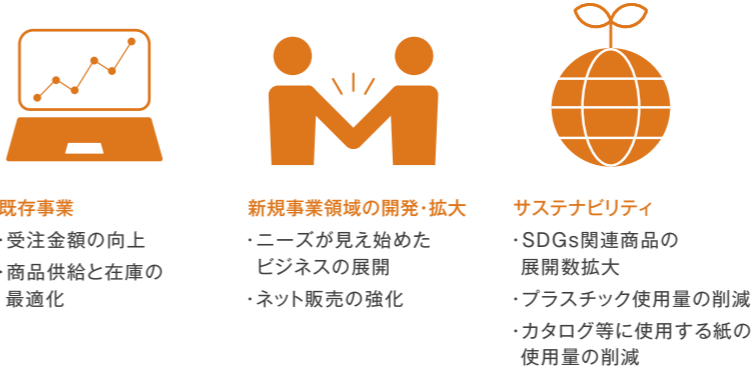 既存事業
・受注金額の向上
・商品供給と在庫の
最適化
新規事業領域の開発・拡大
・ニーズが見え始めた
ビジネスの展開
・ネット販売の強化
サステナビリティ
・SDGs関連商品の
展開数拡大
・プラスチック使用量の削減
・カタログ等に使用する紙の
使用量の削減